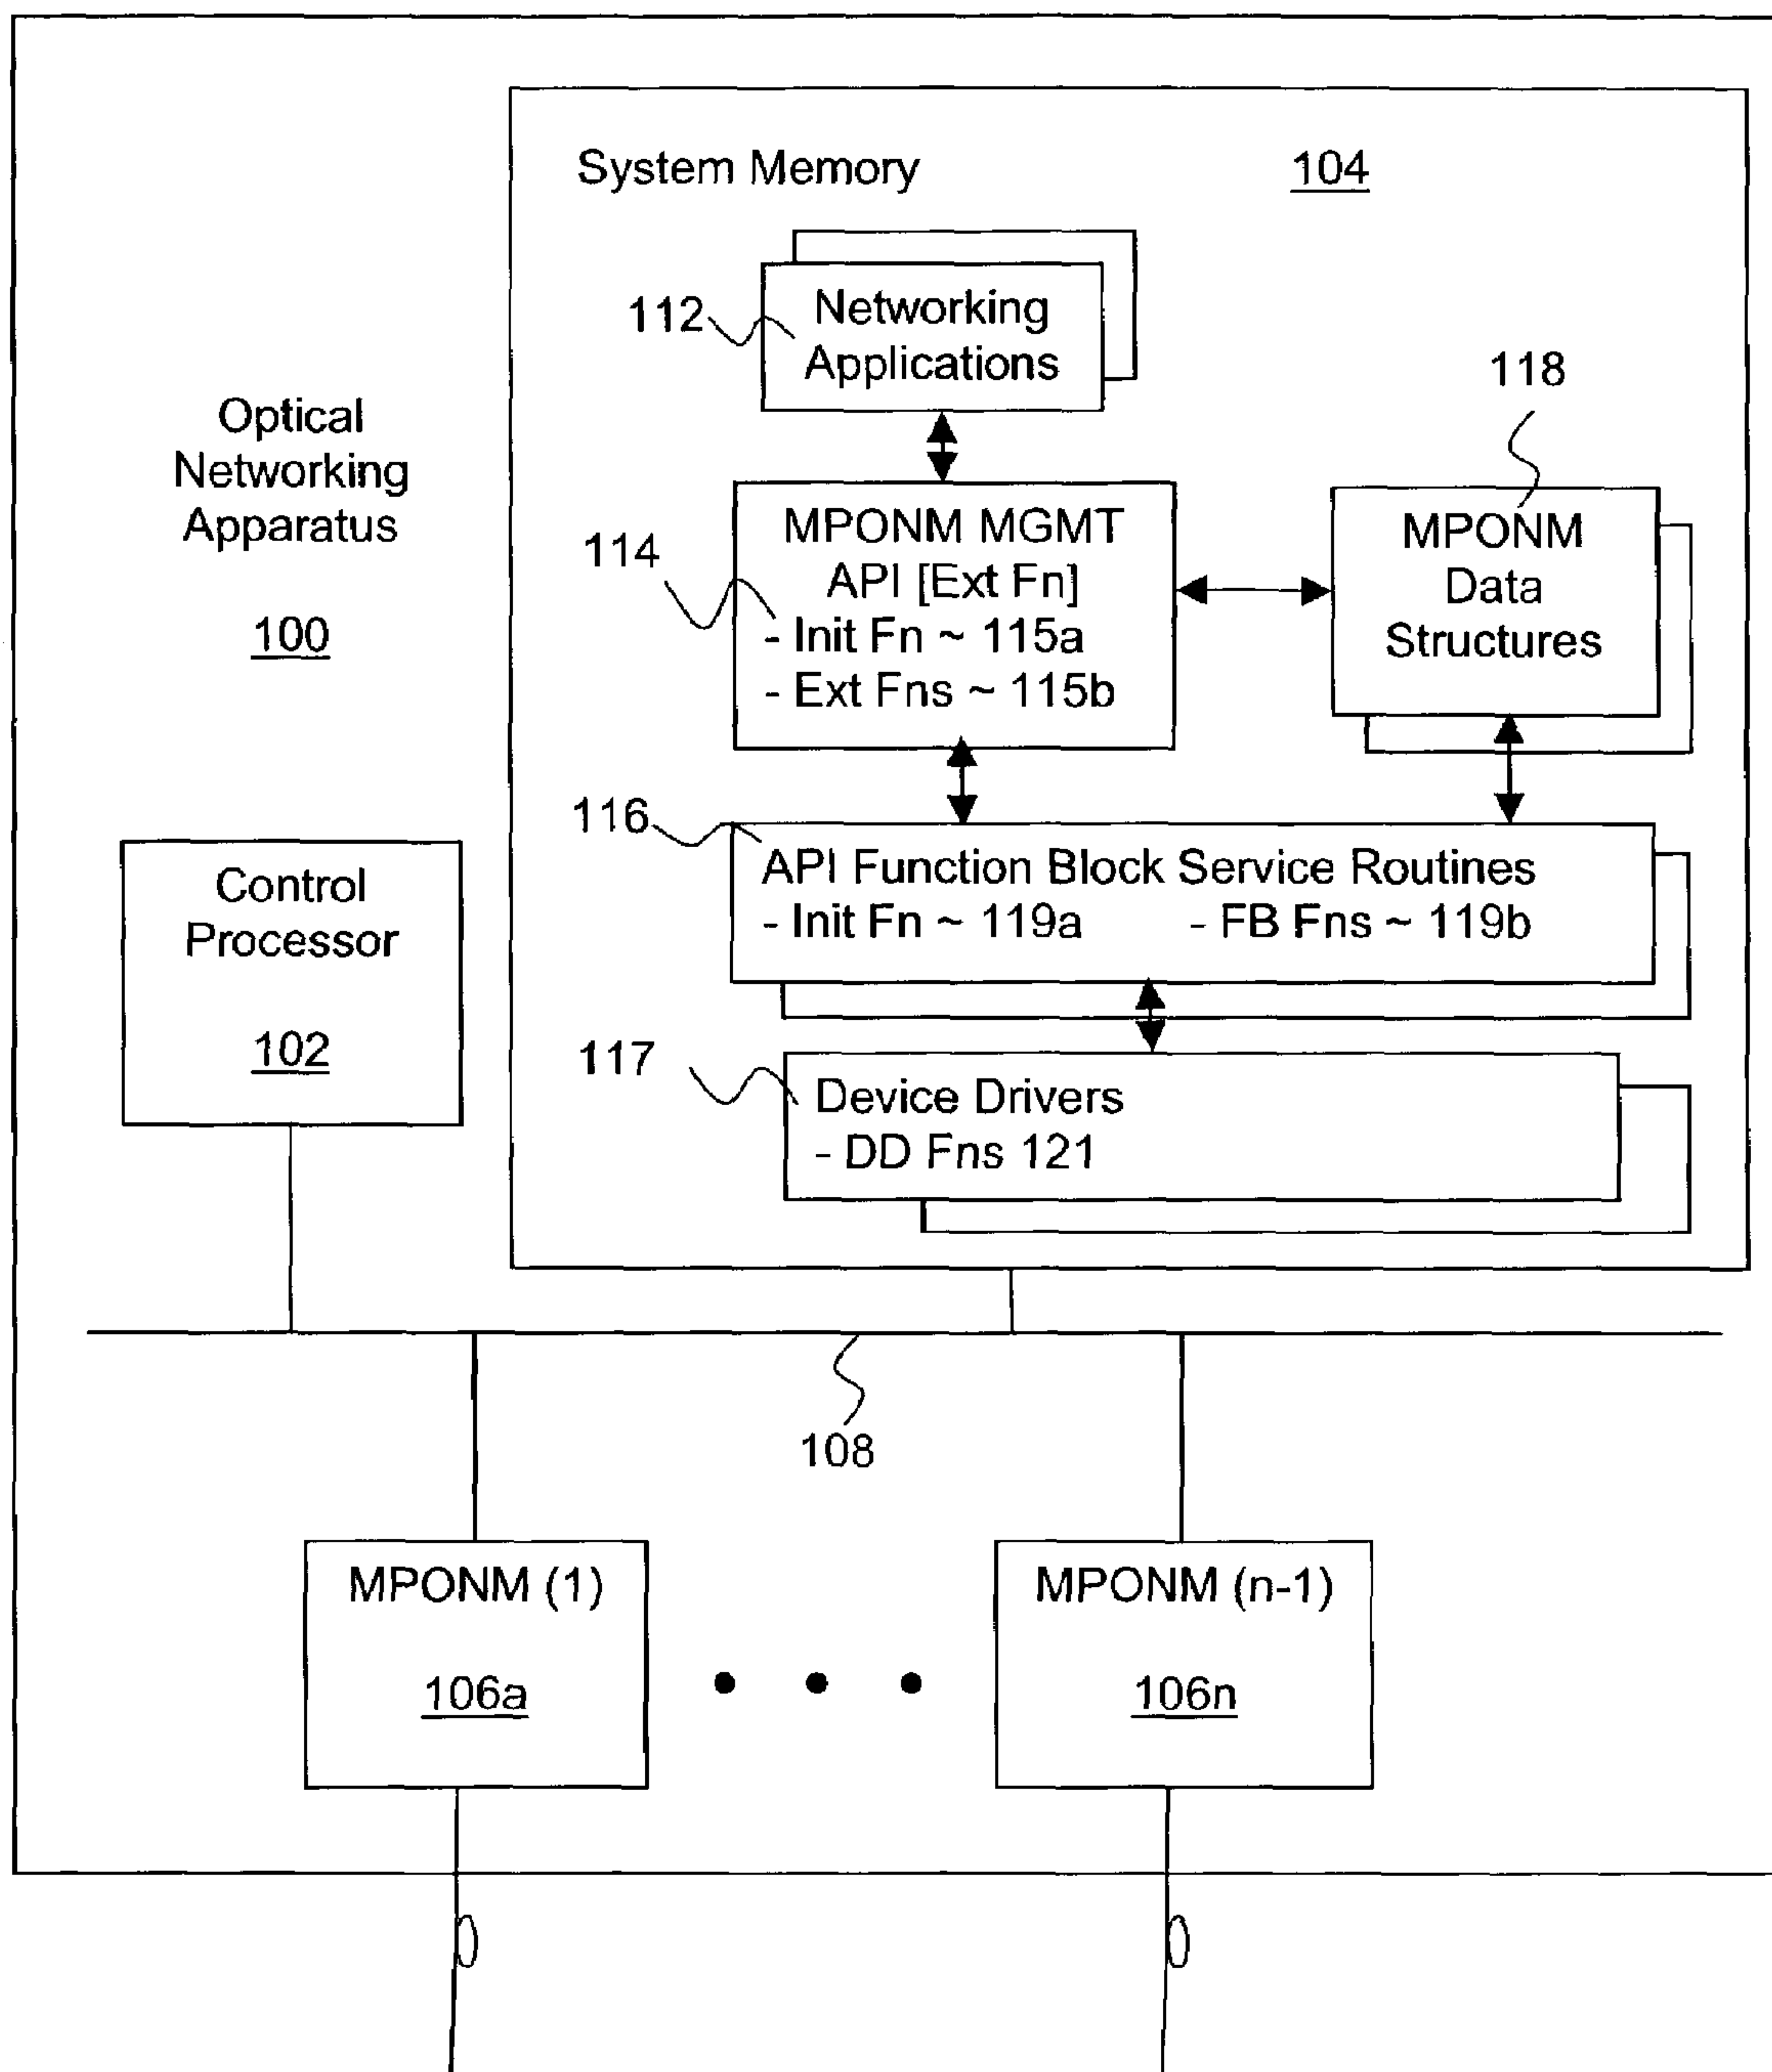 System Memory 104
112
Networking
Applications
118
Optical
Networking
Apparatus
100
114
MPONM MGMT
API [Ext Fn]
- Init Fn ~ 115a
- Ext Fns ~ 115b
MPONM
Data
Structures
116
API Function Block Service Routines
- Init Fn ~ 119a - FB Fns ~ 119b
Control
Processor
102
117
Device Drivers
- DD Fns 121
108
MPONM (1)
106a
MPONM (n-1)
106n